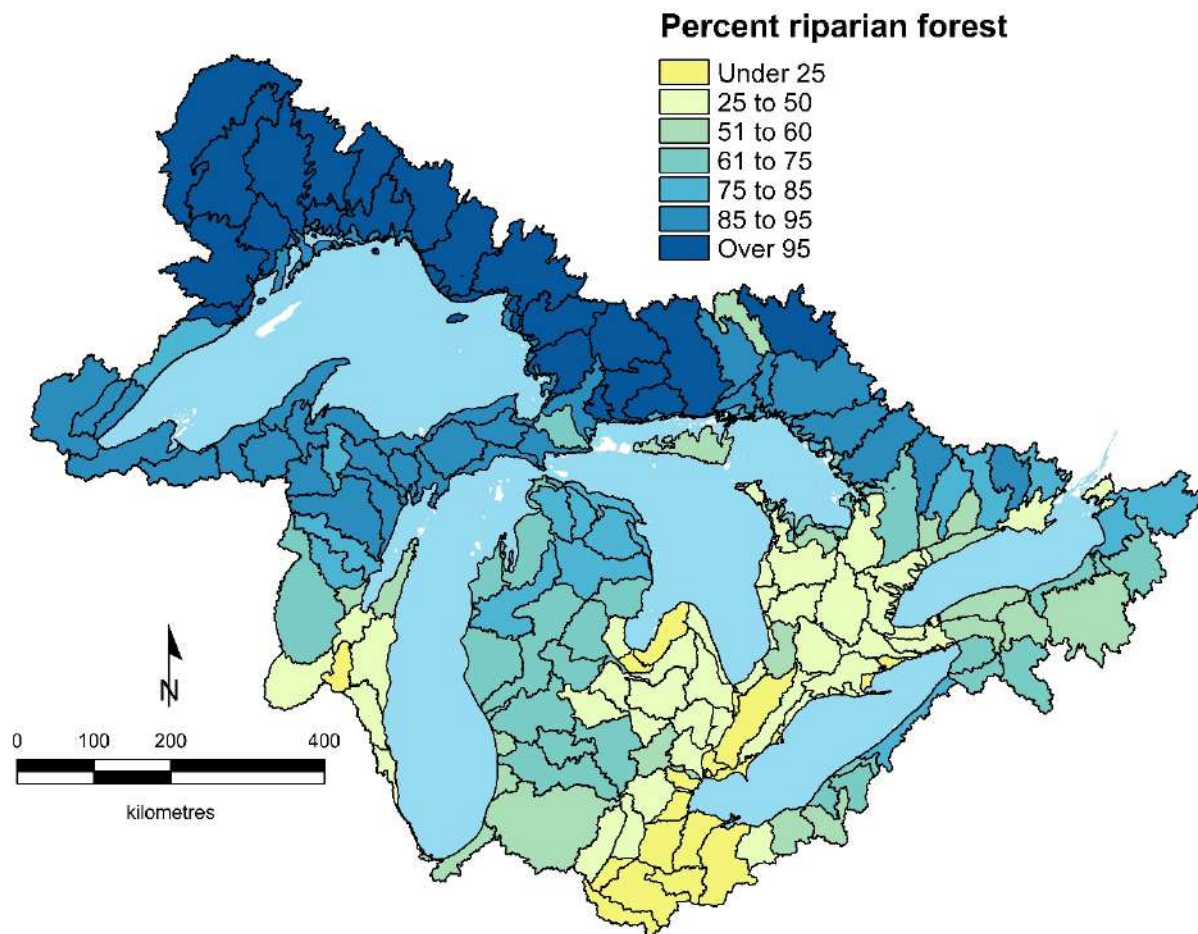 Percent riparian forest
Under 25
25 to 50
51 to 60
61 to 75
75 to 85
85 to 95
Over 95
N
0 100 200 400
kilometres